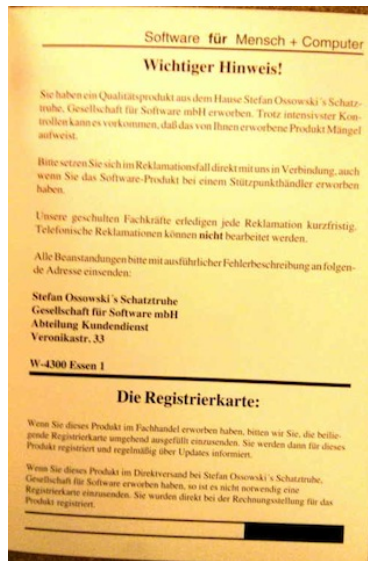 Software für Mensch + Computer
Wichtiger Hinweis!
Sie haben ein Qualitätsprodukt aus dem Hause Stefan Ossowski´s Schatz-
truhe, Gesellschaft für Software mbH erworben. Trotz intensivster Kon-
trollen kann es vorkommen, daß das von Ihnen erworbene Produkt Mängel
aufweist.
Bitte setzen Sie sich im Reklamationsfall direkt mit uns in Verbindung, auch
wenn Sie das Software-Produkt bei einem Stützpunkthändler erworben
haben.
Unsere geschulten Fachkräfte erledigen jede Reklamation kurzfristig.
Telefonische Reklamationen können nicht bearbeitet werden.
Alle Beanstandungen bitte mit ausführlicher Fehlerbeschreibung an folgen-
de Adresse einsenden:
Stefan Ossowski´s Schatztruhe
Gesellschaft für Software mbH
Abteilung Kundendienst
Veronikastr. 33
W-4300 Essen 1
Die Registrierkarte:
Wenn Sie dieses Produkt im Fachhandel erworben haben, bitten wir Sie, die beilie-
gende Registrierkarte umgehend ausgefüllt einzusenden. Sie werden dann für dieses
Produkt registriert und regelmäßig über Updates informiert.
Wenn Sie dieses Produkt im Direktversand bei Stefan Ossowski´s Schatztruhe,
Gesellschaft für Software erworben haben, so ist es nicht notwendig eine
Registrierkarte einzusenden. Sie wurden direkt bei der Rechnungsstellung für das
Produkt registriert.